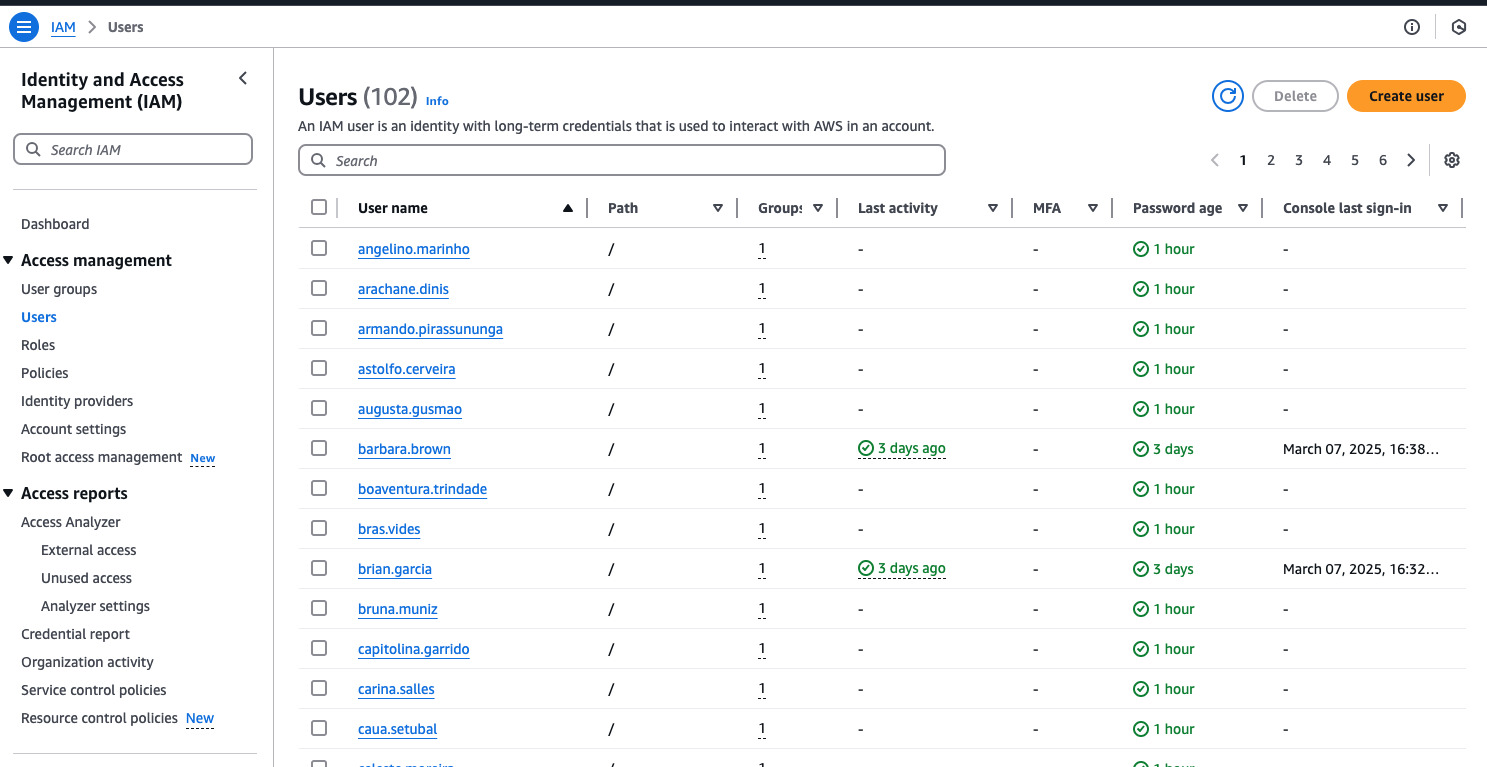 IAM > Users
Identity and Access
Management (IAM)
Search IAM
Dashboard
Access management
User groups
Users
Roles
Policies
Identity providers
Account settings
Root access management New
Access reports
Access Analyzer
External access
Unused access
Analyzer settings
Credential report
Organization activity
Service control policies
Resource control policies New
Users (102) Info
Delete
Create user
An IAM user is an identity with long-term credentials that is used to interact with AWS in an account.
Search
1 2 3 4 5 6
User name Path Groups Last activity MFA Password age Console last sign-in
angelino.marinho / 1 - - 1 hour -
arachane.dinis / 1 - - 1 hour -
armando.pirassununga / 1 - - 1 hour -
astolfo.cerveira / 1 - - 1 hour -
augusta.gusmao / 1 - - 1 hour -
barbara.brown / 1 3 days ago - 3 days March 07, 2025, 16:38...
boaventura.trindade / 1 - - 1 hour -
bras.vides / 1 - - 1 hour -
brian.garcia / 1 3 days ago - 3 days March 07, 2025, 16:32...
bruna.muniz / 1 - - 1 hour -
capitolina.garrido / 1 - - 1 hour -
carina.salles / 1 - - 1 hour -
caua.setubal / 1 - - 1 hour -